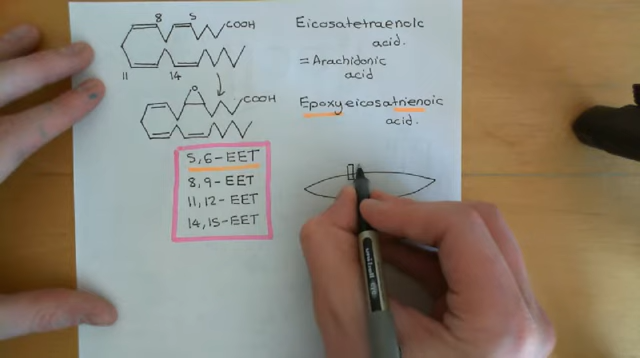 8 5 COOH
11 14
O COOH
Eicosatetraenoic
acid.
= Arachidonic
acid
Epoxyeicosatrienoic
acid.
5,6-EET
8,9-EET
11,12-EET
14,15-EET